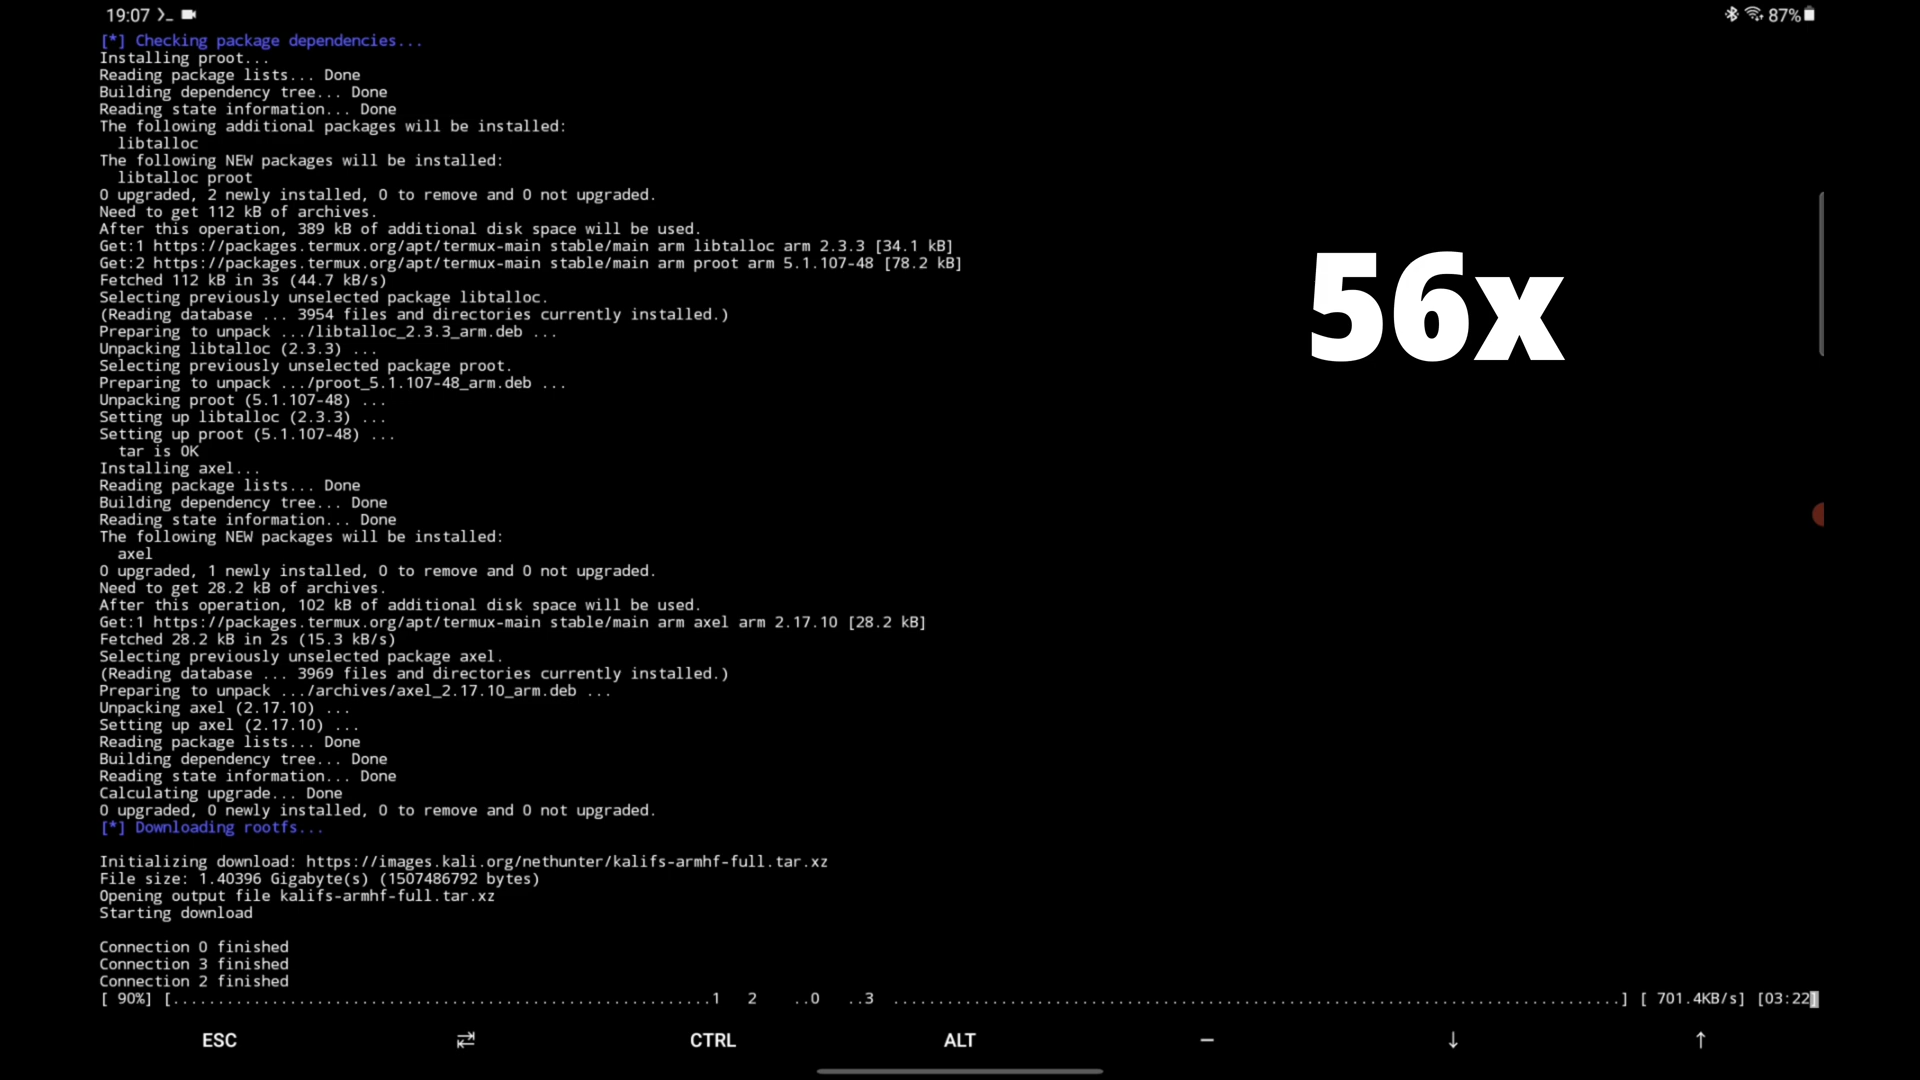 19:07
87%
[*] Checking package dependencies...
Installing proot...
Reading package lists... Done
Building dependency tree... Done
Reading state information... Done
The following additional packages will be installed:
  libtalloc
The following NEW packages will be installed:
  libtalloc proot
0 upgraded, 2 newly installed, 0 to remove and 0 not upgraded.
Need to get 112 kB of archives.
After this operation, 389 kB of additional disk space will be used.
Get:1 https://packages.termux.org/apt/termux-main stable/main arm libtalloc arm 2.3.3 [34.1 kB]
Get:2 https://packages.termux.org/apt/termux-main stable/main arm proot arm 5.1.107-48 [78.2 kB]
Fetched 112 kB in 3s (44.7 kB/s)
Selecting previously unselected package libtalloc.
(Reading database ... 3954 files and directories currently installed.)
Preparing to unpack .../libtalloc_2.3.3_arm.deb ...
Unpacking libtalloc (2.3.3) ...
Selecting previously unselected package proot.
Preparing to unpack .../proot_5.1.107-48_arm.deb ...
Unpacking proot (5.1.107-48) ...
Setting up libtalloc (2.3.3) ...
Setting up proot (5.1.107-48) ...
  tar is OK
Installing axel...
Reading package lists... Done
Building dependency tree... Done
Reading state information... Done
The following NEW packages will be installed:
  axel
0 upgraded, 1 newly installed, 0 to remove and 0 not upgraded.
Need to get 28.2 kB of archives.
After this operation, 102 kB of additional disk space will be used.
Get:1 https://packages.termux.org/apt/termux-main stable/main arm axel arm 2.17.10 [28.2 kB]
Fetched 28.2 kB in 2s (15.3 kB/s)
Selecting previously unselected package axel.
(Reading database ... 3969 files and directories currently installed.)
Preparing to unpack .../archives/axel_2.17.10_arm.deb ...
Unpacking axel (2.17.10) ...
Setting up axel (2.17.10) ...
Reading package lists... Done
Building dependency tree... Done
Reading state information... Done
Calculating upgrade... Done
0 upgraded, 0 newly installed, 0 to remove and 0 not upgraded.
[*] Downloading rootfs...
Initializing download: https://images.kali.org/nethunter/kalifs-armhf-full.tar.xz
File size: 1.40396 Gigabyte(s) (1507486792 bytes)
Opening output file kalifs-armhf-full.tar.xz
Starting download
Connection 0 finished
Connection 3 finished
Connection 2 finished
[ 90%] [............................................................1   2    ..0   ..3  .................................................................................] [ 701.4KB/s] [03:22]
56x
ESC ⇄ CTRL ALT – ↓ ↑